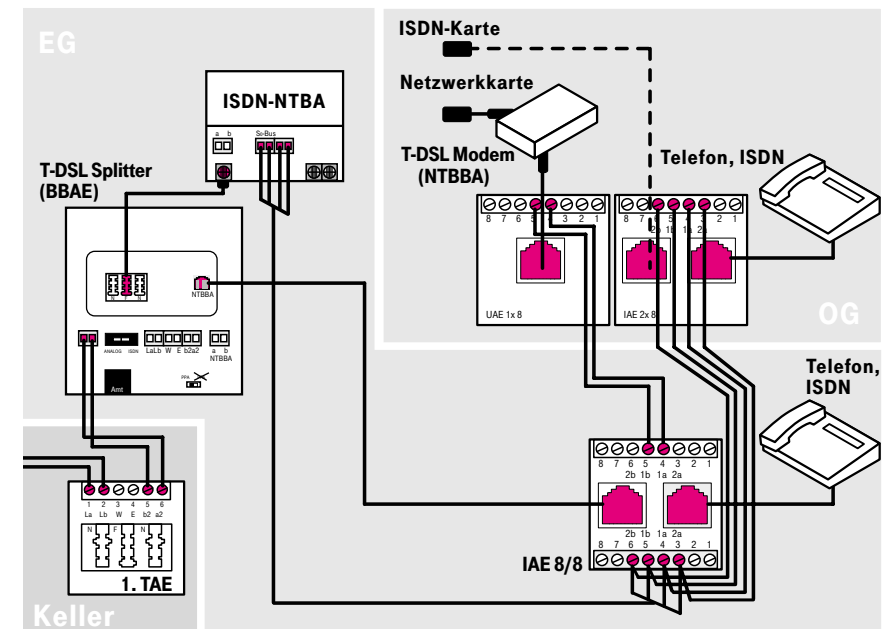 EG
ISDN-NTBA
a b
S₀-Bus
T-DSL Splitter
(BBAE)
N F N
NTBBA
ANALOG ISDN
LaLb W E b2a2
a b
NTBBA
Amt
PPA
ISDN-Karte
Netzwerkkarte
T-DSL Modem
(NTBBA)
Telefon, ISDN
8 7 6 5 4 3 2 1
UAE 1x 8
8 7 6 5 4 3 2 1
2b 1b 1a 2a
IAE 2x 8
OG
Telefon,
ISDN
8 7 6 5 4 3 2 1
2b 1b 1a 2a
2b 1b 1a 2a
8 7 6 5 4 3 2 1
IAE 8/8
1 2 3 4 5 6
La Lb W E b2 a2
N F N
1. TAE
Keller